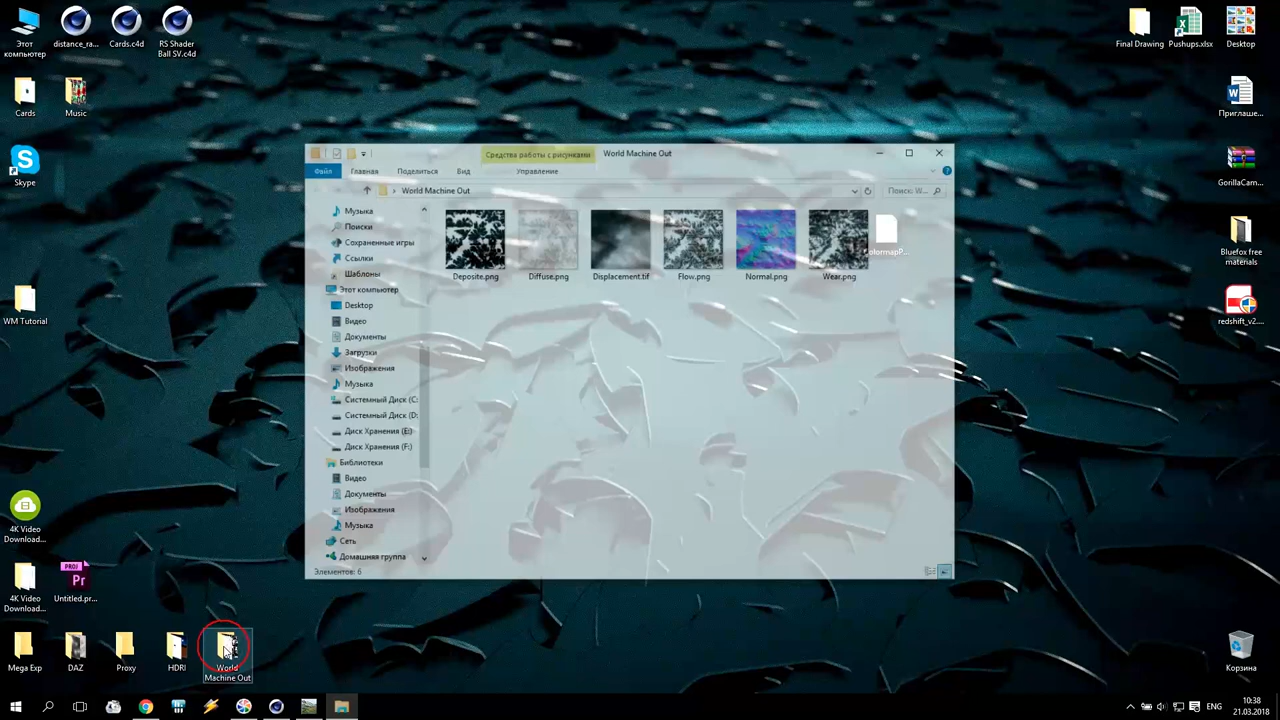 Этот
компьютер
distance_ra...
Cards.c4d
RS Shader
Ball SV.c4d
Final Drawing
Pushups.xlsx
Desktop
Cards
Music
Приглаше...
Skype
GorillaCam...
Bluefox free
materials
WM Tutorial
redshift_v2....
4K Video
Downloa...
4K Video
Downloa...
PROJ
Pr
Untitled.pr...
Mega Exp
DAZ
Proxy
HDRI
World
Machine Out
Корзина
Средства работы с рисунками
World Machine Out
Файл
Главная
Поделиться
Вид
Управление
World Machine Out
Поиск: W...
Музыка
Поиски
Сохраненные игры
Ссылки
Шаблоны
Этот компьютер
Desktop
Видео
Документы
Загрузки
Изображения
Музыка
Системный Диск (C:
Системный Диск (D:
Диск Хранения (E:)
Диск Хранения (F:)
Библиотеки
Видео
Документы
Изображения
Музыка
Сеть
Домашняя группа
Deposite.png
Diffuse.png
Displacement.tif
Flow.png
Normal.png
Wear.png
olormapP...
Элементов: 6
ENG
10:38
21.03.2018